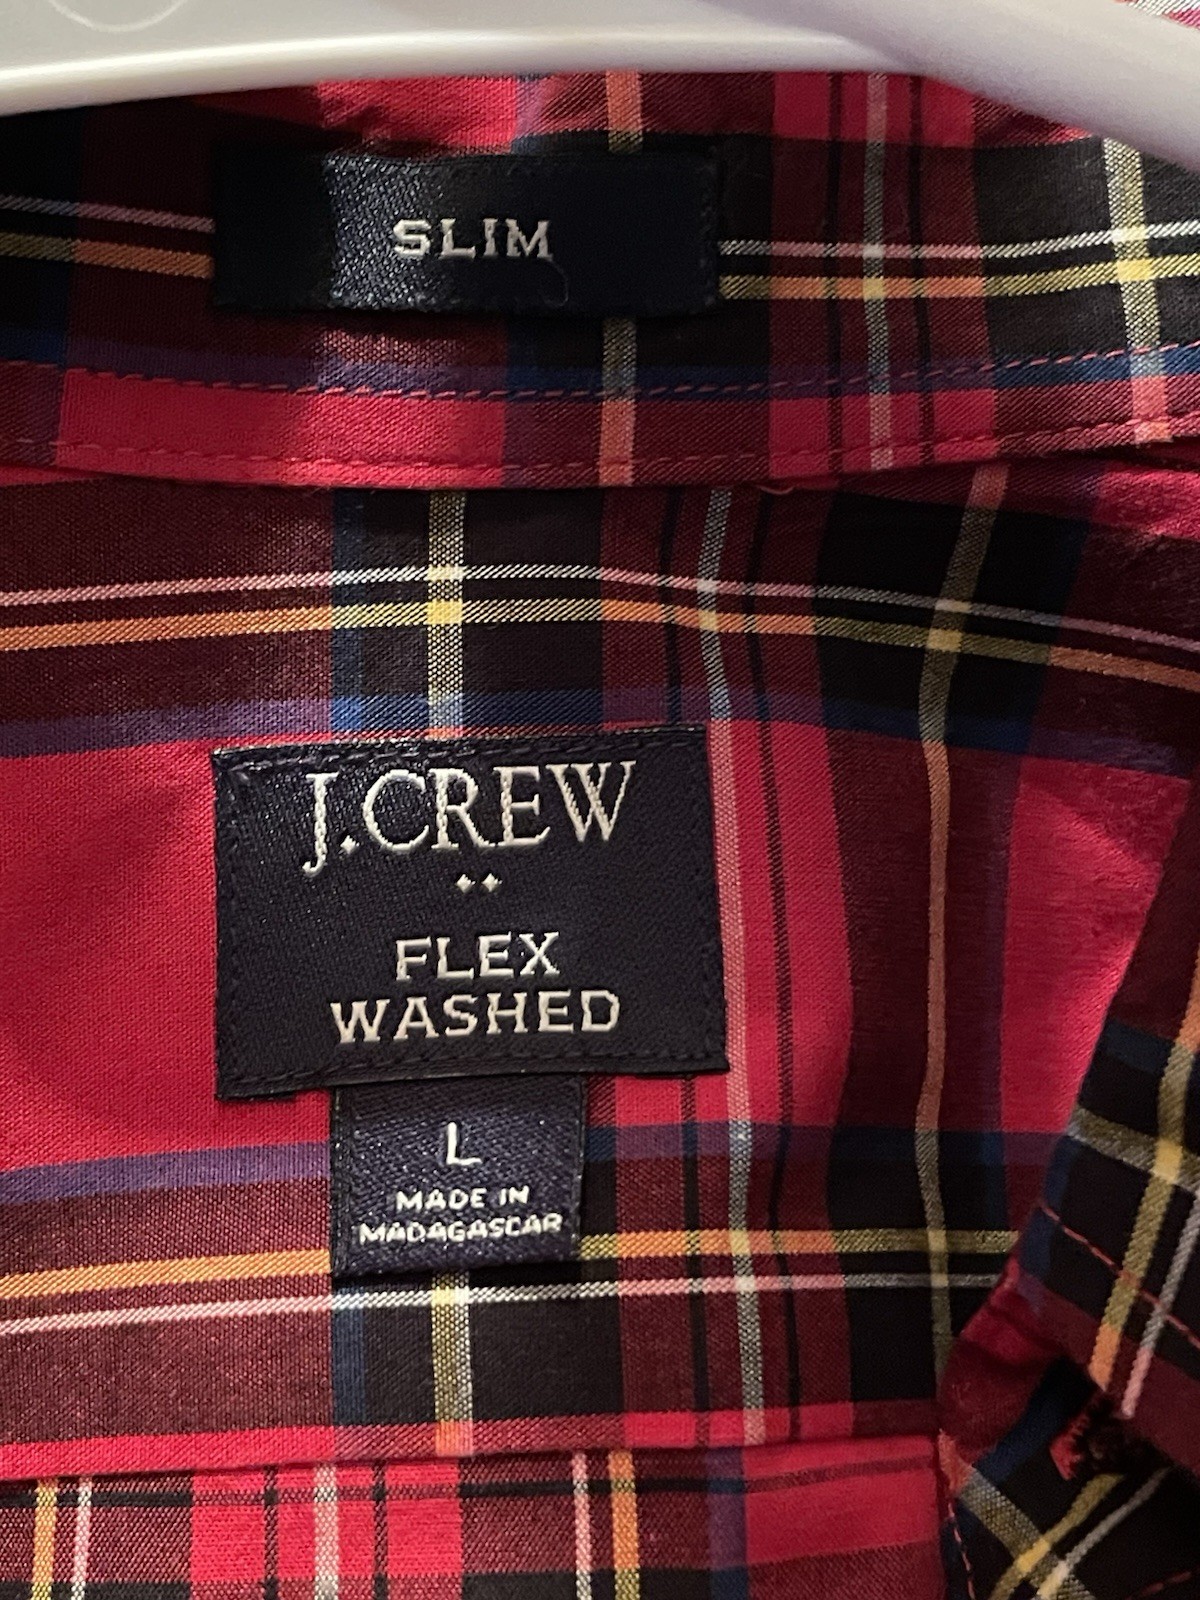 SLIM
J.CREW
FLEX
WASHED
L
MADE IN
MADAGASCAR